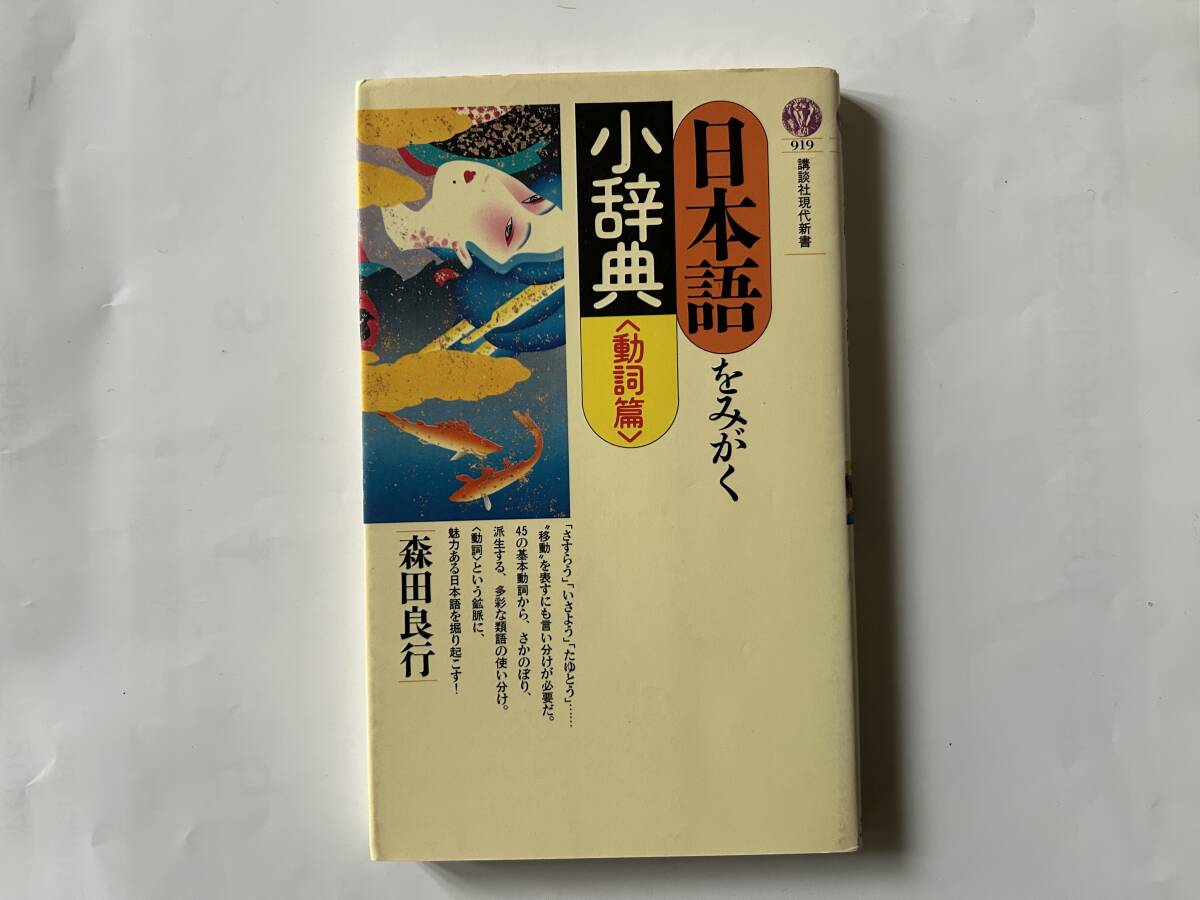 919
講談社現代新書
日本語をみがく
小辞典
〈動詞篇〉
「さすらう」「いさよう」「たゆとう」……
〝移動〟を表すにも言い分けが必要だ。
45の基本動詞から、さかのぼり、
派生する、多彩な類語の使い分け。
〈動詞〉という鉱脈に、
魅力ある日本語を掘り起こす！
森田良行